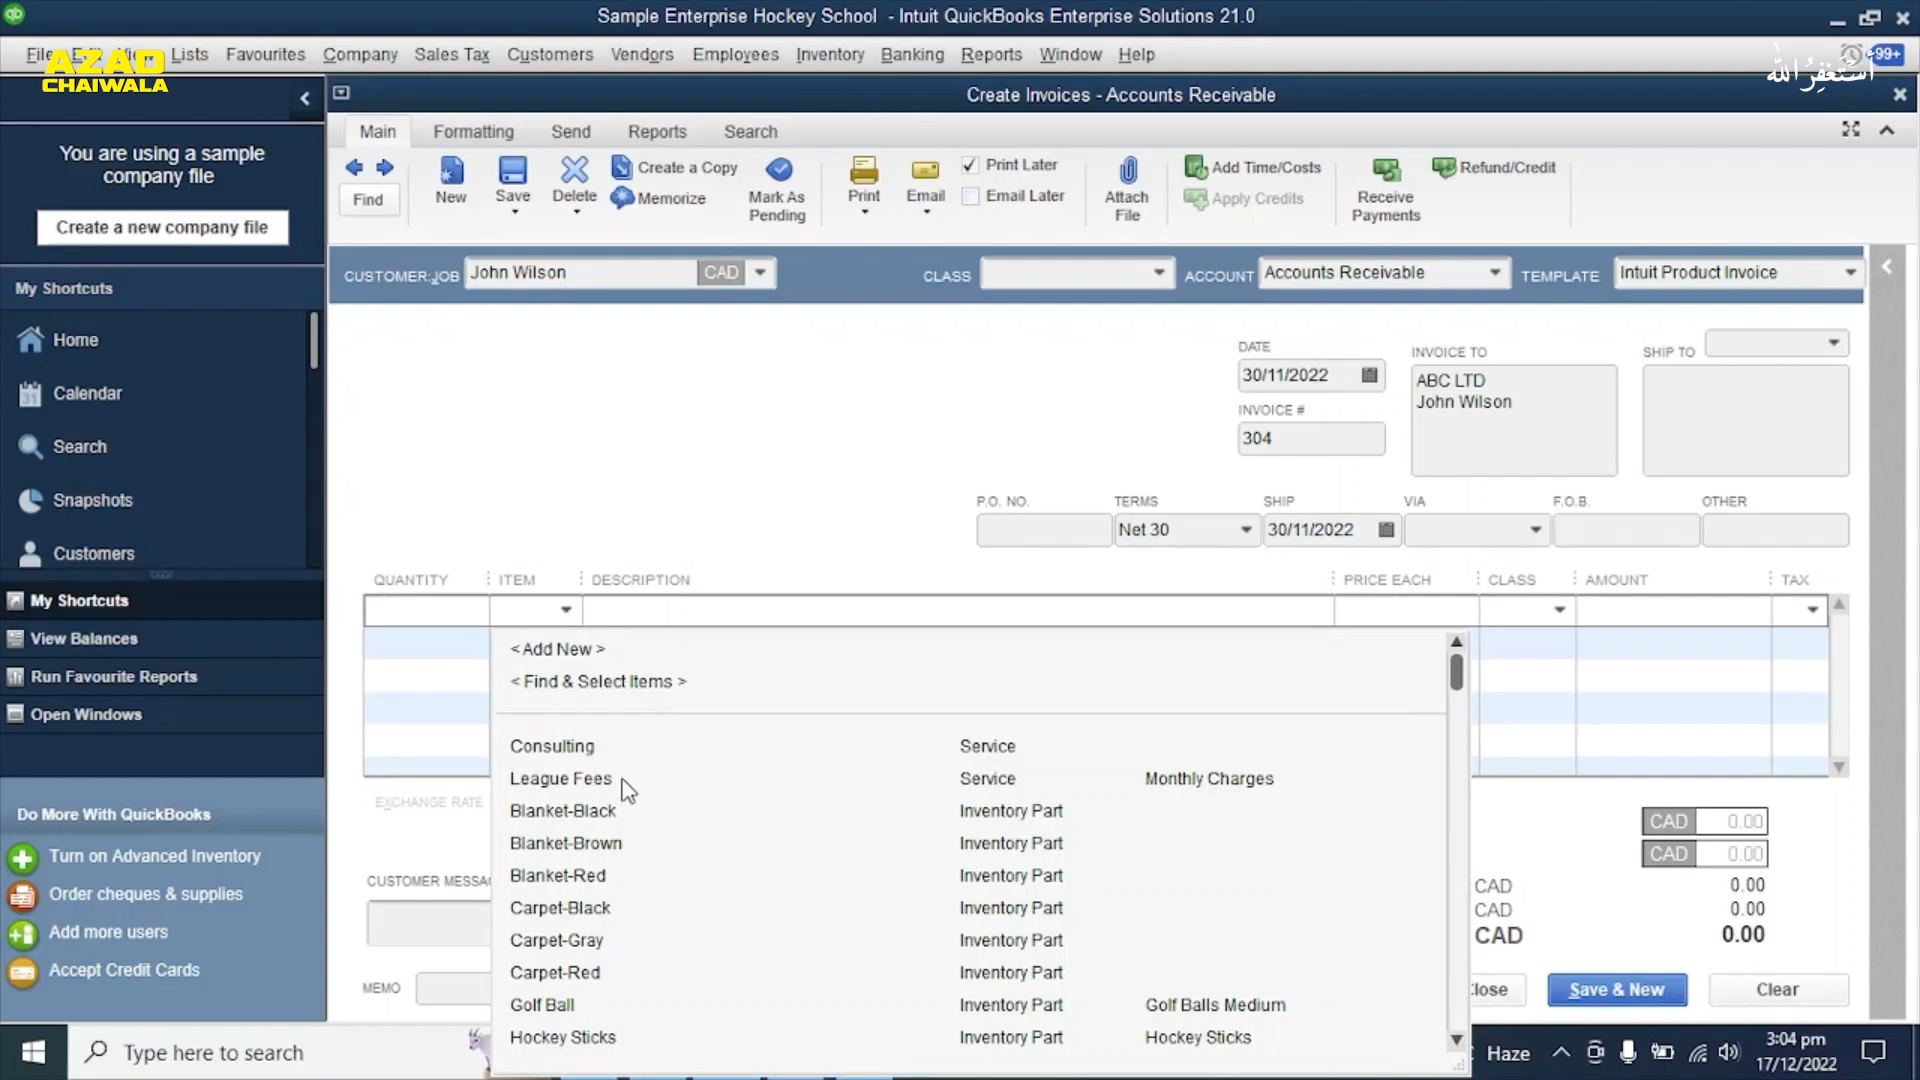 Sample Enterprise Hockey School - Intuit QuickBooks Enterprise Solutions 21.0
File Edit View Lists Favourites Company Sales Tax Customers Vendors Employees Inventory Banking Reports Window Help
99+
AZAD
CHAIWALA
أستغفر الله
Create Invoices - Accounts Receivable
You are using a sample
company file
Create a new company file
My Shortcuts
Home
31
Calendar
Search
Snapshots
Customers
My Shortcuts
View Balances
Run Favourite Reports
Open Windows
Do More With QuickBooks
Turn on Advanced Inventory
Order cheques & supplies
Add more users
Accept Credit Cards
Main Formatting Send Reports Search
Find
New
Save
Delete
Create a Copy
Memorize
Mark As
Pending
Print
Email
Print Later
Email Later
Attach
File
Add Time/Costs
Apply Credits
Receive
Payments
Refund/Credit
CUSTOMER:JOB John Wilson CAD CLASS ACCOUNT Accounts Receivable TEMPLATE Intuit Product Invoice
DATE
30/11/2022
INVOICE #
304
INVOICE TO
ABC LTD
John Wilson
SHIP TO
P.O. NO. TERMS SHIP VIA F.O.B. OTHER
Net 30 30/11/2022
QUANTITY ITEM DESCRIPTION PRICE EACH CLASS AMOUNT TAX
< Add New >
< Find & Select Items >
Consulting Service
League Fees Service Monthly Charges
Blanket-Black Inventory Part
Blanket-Brown Inventory Part
Blanket-Red Inventory Part
Carpet-Black Inventory Part
Carpet-Gray Inventory Part
Carpet-Red Inventory Part
Golf Ball Inventory Part Golf Balls Medium
Hockey Sticks Inventory Part Hockey Sticks
EXCHANGE RATE
CUSTOMER MESSA
MEMO
CAD 0.00
CAD 0.00
CAD 0.00
CAD 0.00
CAD 0.00
lose Save & New Clear
Type here to search
Haze
3:04 pm
17/12/2022